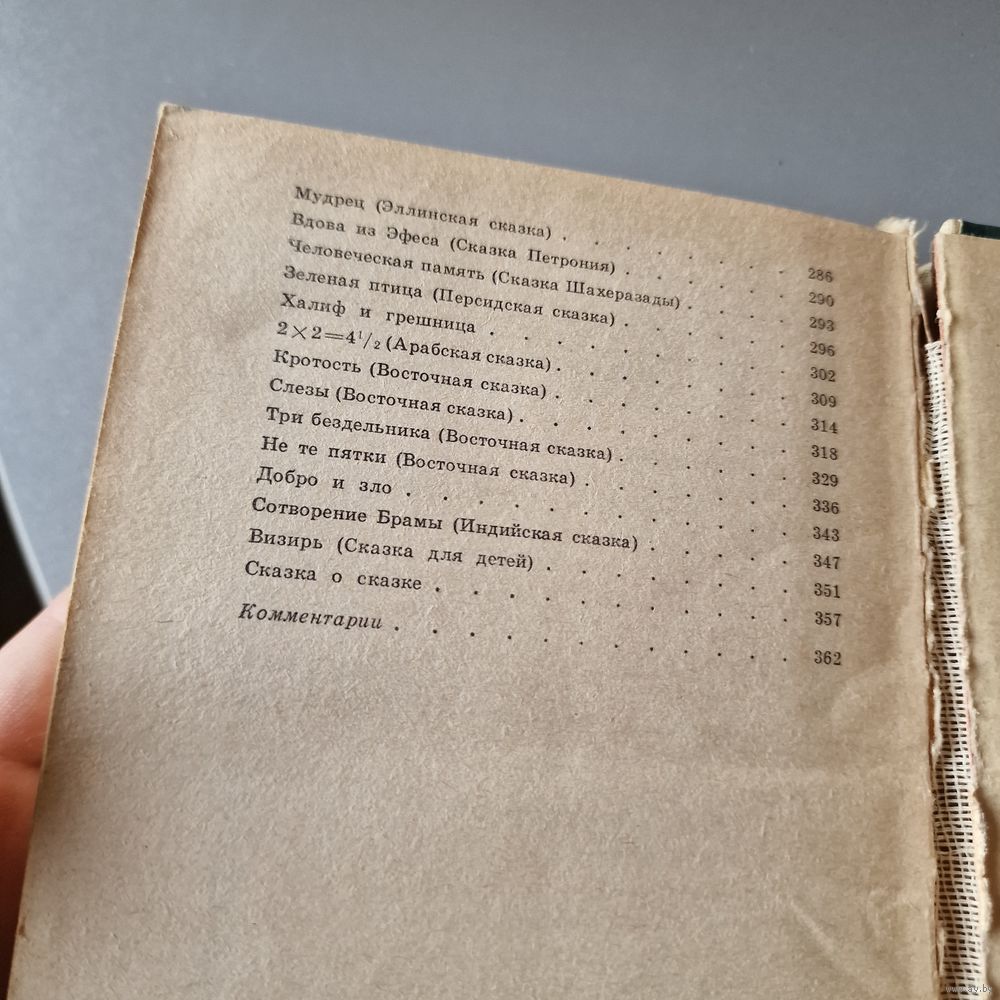 Мудрец (Эллинская сказка) . . . . . . . . 286
Вдова из Эфеса (Сказка Петрония) . . . . . . 290
Человеческая память (Сказка Шахеразады) . . . . 293
Зеленая птица (Персидская сказка) . . . . . . 296
Халиф и грешница . . . . . . . . . . 302
2×2=4¹/₂ (Арабская сказка) . . . . . . . . 309
Кротость (Восточная сказка) . . . . . . . . 314
Слезы (Восточная сказка) . . . . . . . . . 318
Три бездельника (Восточная сказка) . . . . . . 329
Не те пятки (Восточная сказка) . . . . . . . 336
Добро и зло . . . . . . . . . . . . 343
Сотворение Брамы (Индийская сказка) . . . . . 347
Визирь (Сказка для детей) . . . . . . . . 351
Сказка о сказке . . . . . . . . . . . 357
Комментарии . . . . . . . . . . . . 362